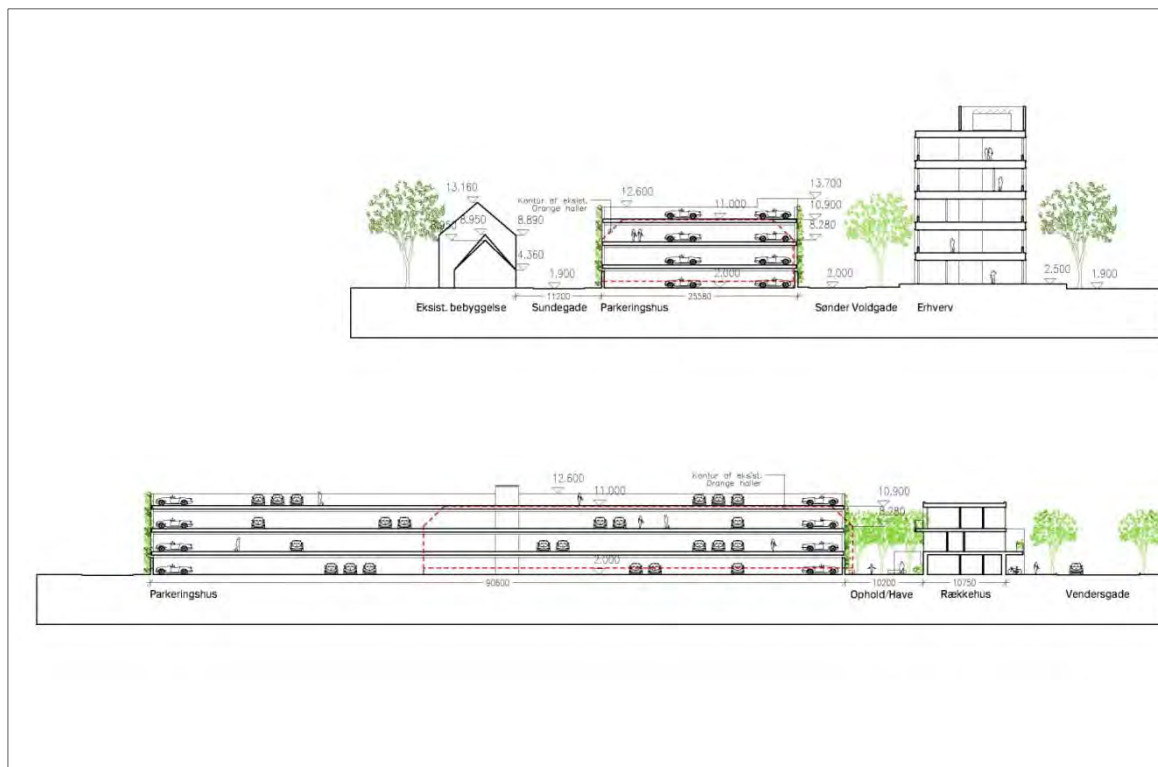 13.160
8.950
8.890
4.360
1.900
12.600
Kontur af eksist.
Orange haller
11.000
13.700
10.900
8.280
2.000
2.000
2.500
1.900
11200
25580
Eksist. bebyggelse
Sundegade
Parkeringshus
Sønder Voldgade
Erhverv
12.600
11.000
Kontur af eksist.
Orange haller
10.900
8.280
2.000
90600
10200
10750
Parkeringshus
Ophold/Have
Rækkehus
Vendersgade